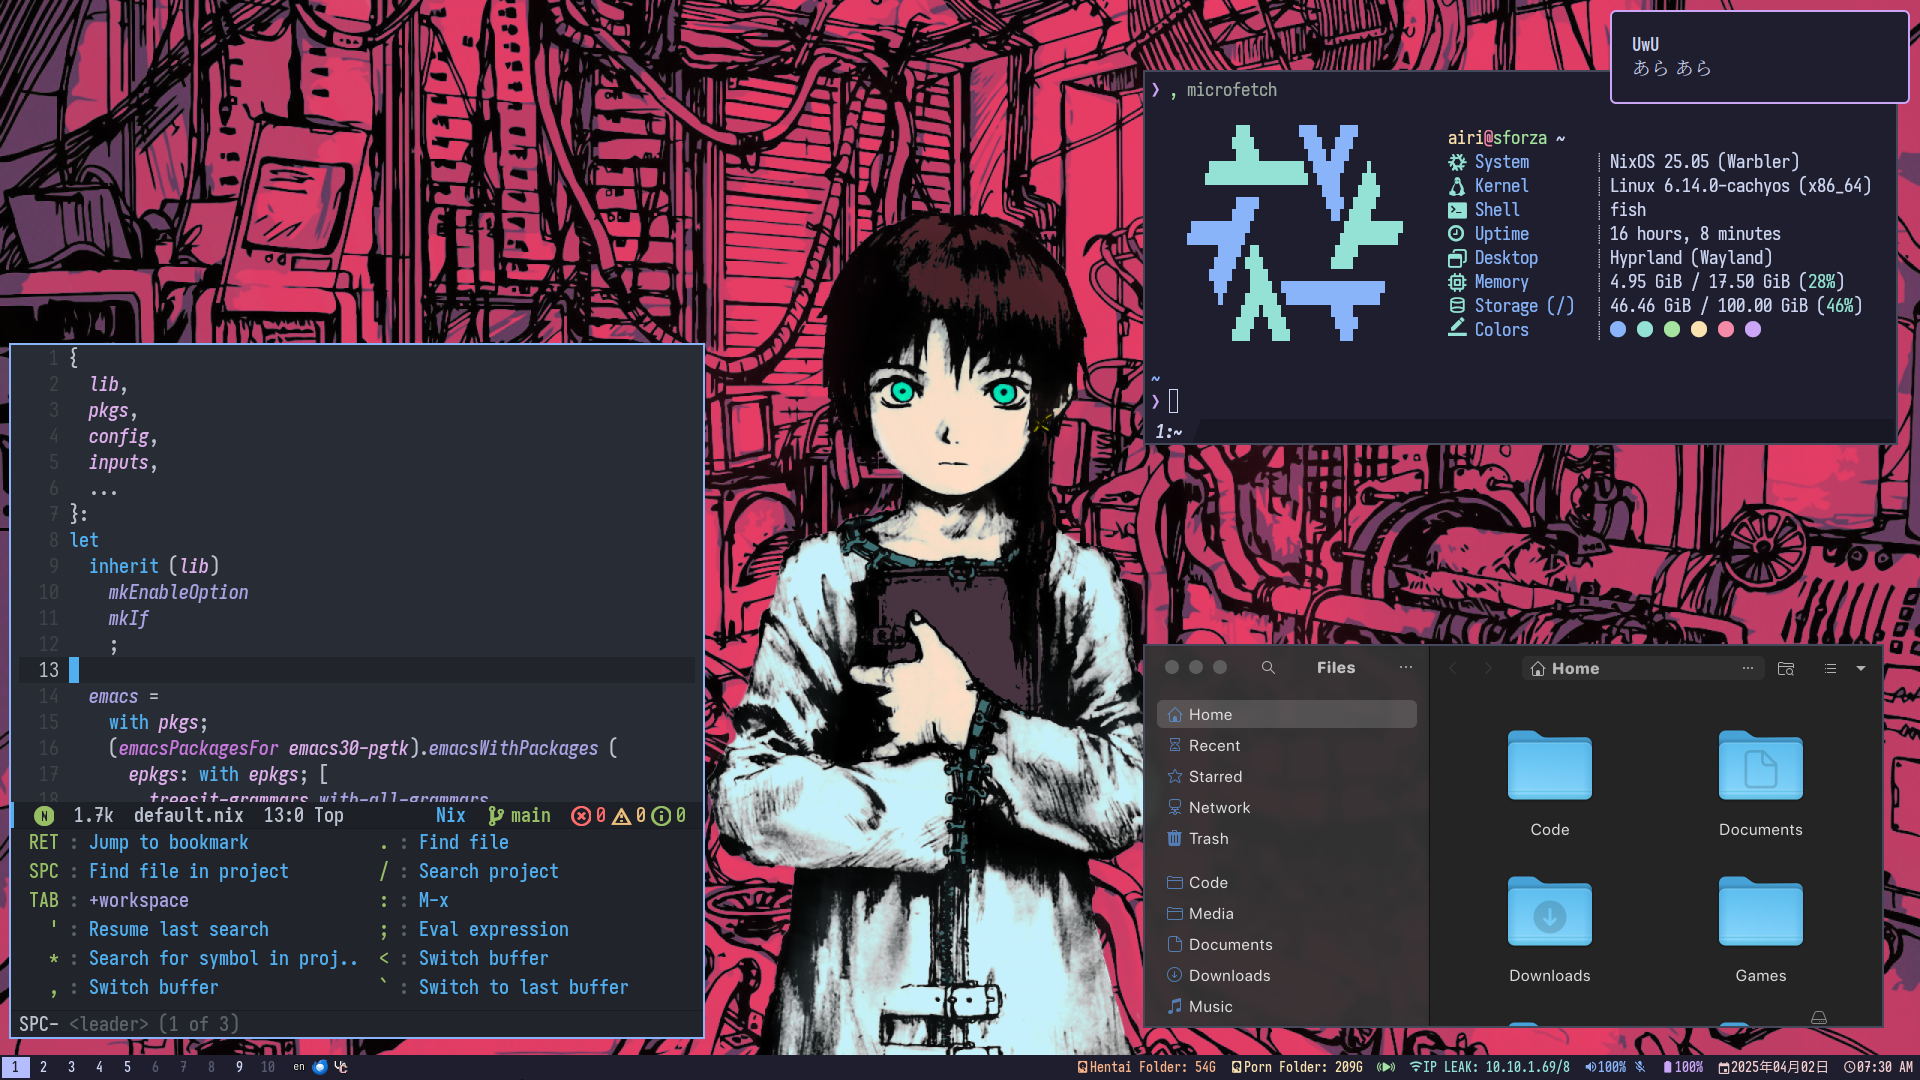 UwU
あら あら
❯ , microfetch
airi@sforza ~
System NixOS 25.05 (Warbler)
Kernel Linux 6.14.0-cachyos (x86_64)
Shell fish
Uptime 16 hours, 8 minutes
Desktop Hyprland (Wayland)
Memory 4.95 GiB / 17.50 GiB (28%)
Storage (/) 46.46 GiB / 100.00 GiB (46%)
Colors
~
❯
1:~
1 {
2 lib,
3 pkgs,
4 config,
5 inputs,
6 ...
7 }:
8 let
9 inherit (lib)
10 mkEnableOption
11 mkIf
12 ;
13
14 emacs =
15 with pkgs;
16 (emacsPackagesFor emacs30-pgtk).emacsWithPackages (
17 epkgs: with epkgs; [
18 treesit-grammars.with-all-grammars
N 1.7k default.nix 13:0 Top Nix main 0 0 0
RET : Jump to bookmark . : Find file
SPC : Find file in project / : Search project
TAB : +workspace : : M-x
' : Resume last search ; : Eval expression
* : Search for symbol in proj.. < : Switch buffer
, : Switch buffer ` : Switch to last buffer
SPC- <leader> (1 of 3)
Files
Home
Home
Recent
Starred
Network
Trash
Code
Media
Documents
Downloads
Music
Code
Documents
Downloads
Games
1 2 3 4 5 6 7 8 9 10 en
Hentai Folder: 54G Porn Folder: 209G IP LEAK: 10.10.1.69/8 100% 100% 2025年04月02日 07:30 AM